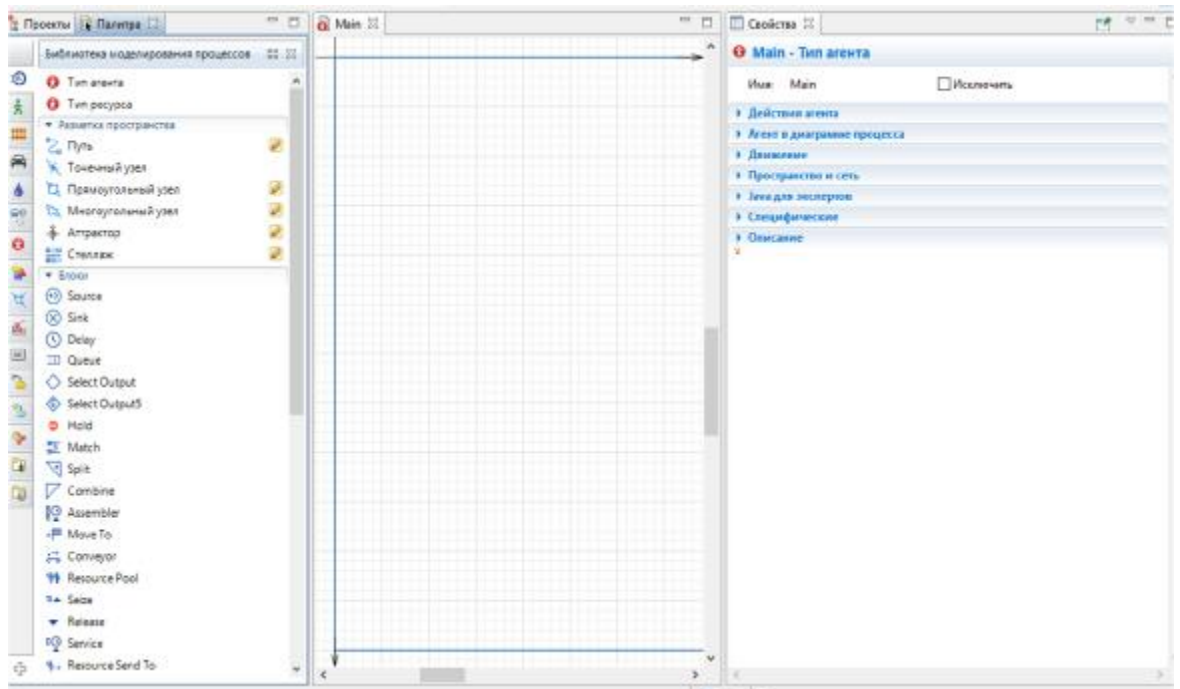 Проекты Палитра
Библиотека моделирования процессов
Тип агента
Тип ресурса
Разметка пространства
Путь
Точечный узел
Прямоугольный узел
Многоугольный узел
Аттрактор
Стеллаж
Блоки
Source
Sink
Delay
Queue
Select Output
Select Output5
Hold
Match
Split
Combine
Assembler
Move To
Conveyor
Resource Pool
Seize
Release
Service
Resource Send To
Main
Свойства
Main - Тип агента
Имя: Main Исключить
Действия агента
Агент в диаграмме процесса
Движение
Пространство и сеть
Java для экспертов
Специфические
Описание